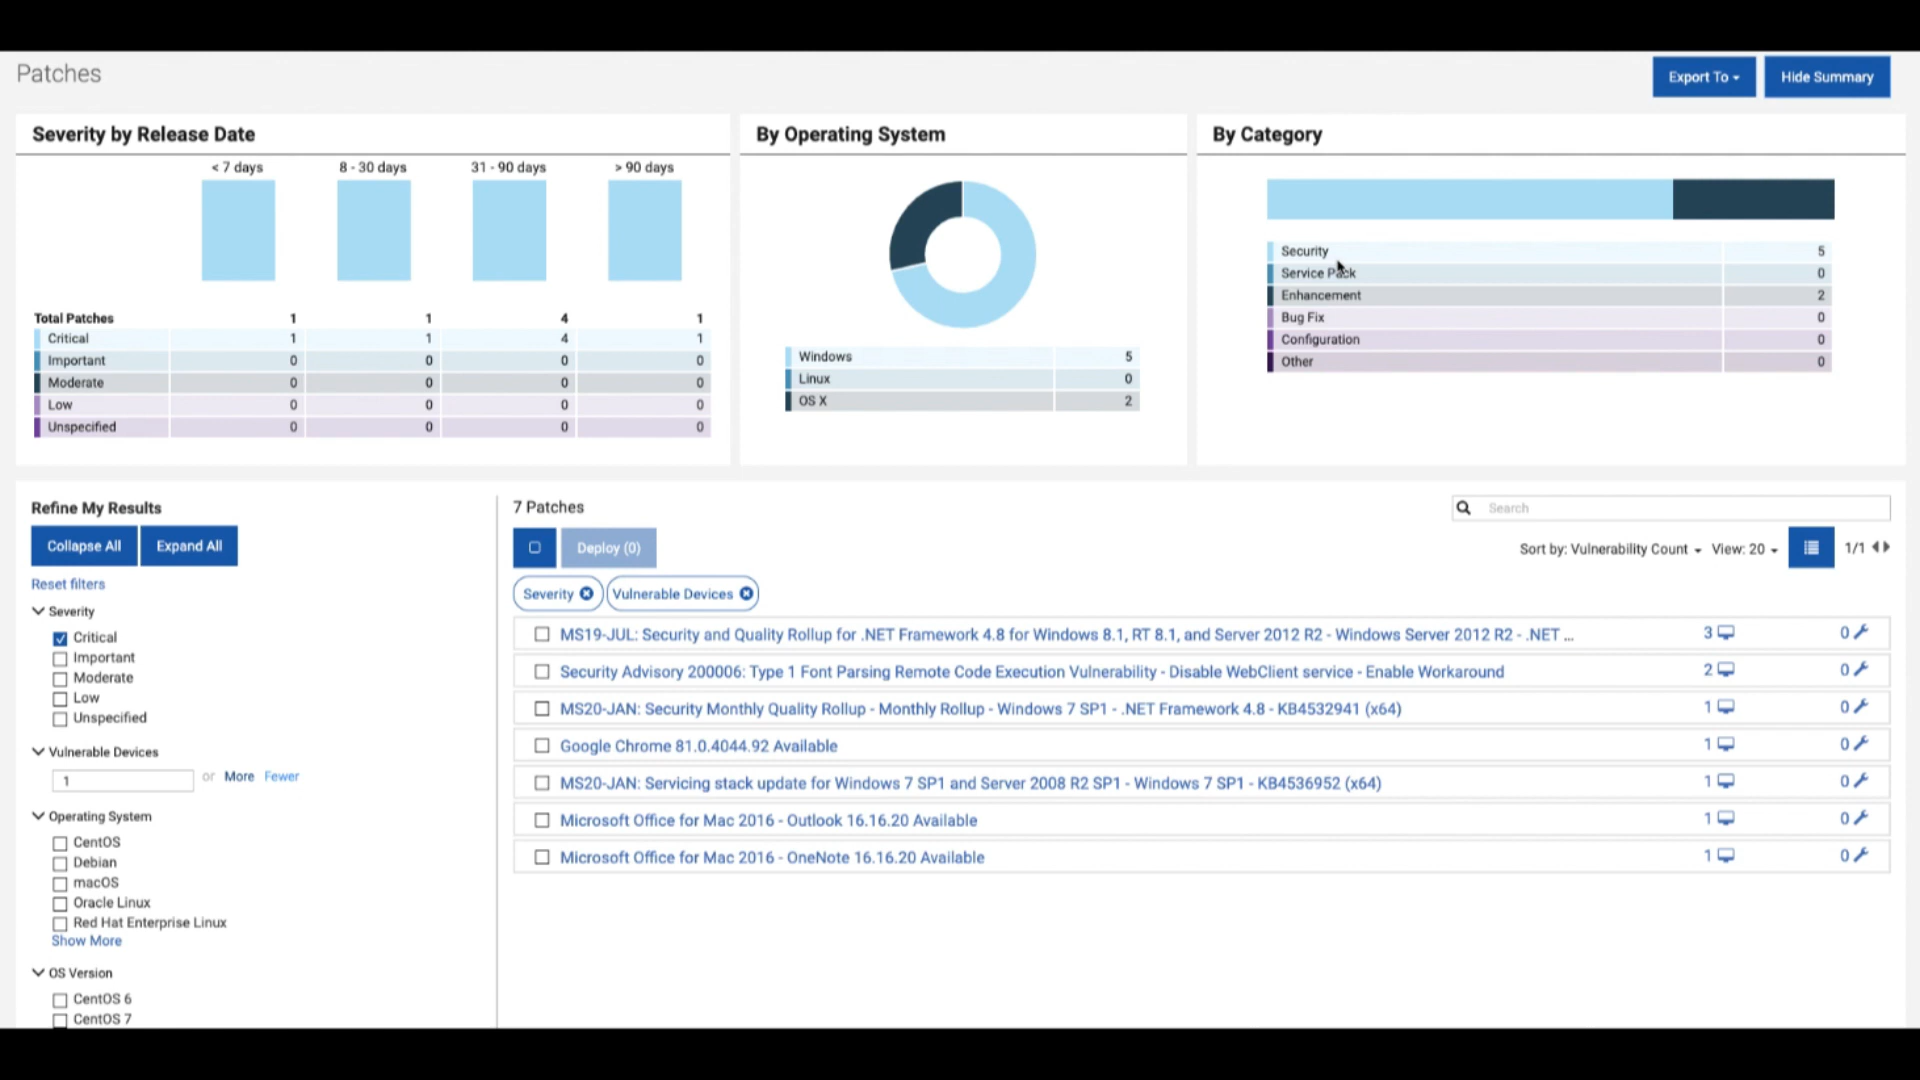 Patches
Export To
Hide Summary
Severity by Release Date
< 7 days 8 - 30 days 31 - 90 days > 90 days
Total Patches 1 1 4 1
Critical 1 1 4 1
Important 0 0 0 0
Moderate 0 0 0 0
Low 0 0 0 0
Unspecified 0 0 0 0
By Operating System
Windows 5
Linux 0
OS X 2
By Category
Security 5
Service Pack 0
Enhancement 2
Bug Fix 0
Configuration 0
Other 0
Refine My Results
Collapse All
Expand All
Reset filters
Severity
Critical
Important
Moderate
Low
Unspecified
Vulnerable Devices
1 or More Fewer
Operating System
CentOS
Debian
macOS
Oracle Linux
Red Hat Enterprise Linux
Show More
OS Version
CentOS 6
CentOS 7
7 Patches
Search
Deploy (0)
Sort by: Vulnerability Count View: 20 1/1
Severity Vulnerable Devices
MS19-JUL: Security and Quality Rollup for .NET Framework 4.8 for Windows 8.1, RT 8.1, and Server 2012 R2 - Windows Server 2012 R2 - .NET ... 3 0
Security Advisory 200006: Type 1 Font Parsing Remote Code Execution Vulnerability - Disable WebClient service - Enable Workaround 2 0
MS20-JAN: Security Monthly Quality Rollup - Monthly Rollup - Windows 7 SP1 - .NET Framework 4.8 - KB4532941 (x64) 1 0
Google Chrome 81.0.4044.92 Available 1 0
MS20-JAN: Servicing stack update for Windows 7 SP1 and Server 2008 R2 SP1 - Windows 7 SP1 - KB4536952 (x64) 1 0
Microsoft Office for Mac 2016 - Outlook 16.16.20 Available 1 0
Microsoft Office for Mac 2016 - OneNote 16.16.20 Available 1 0